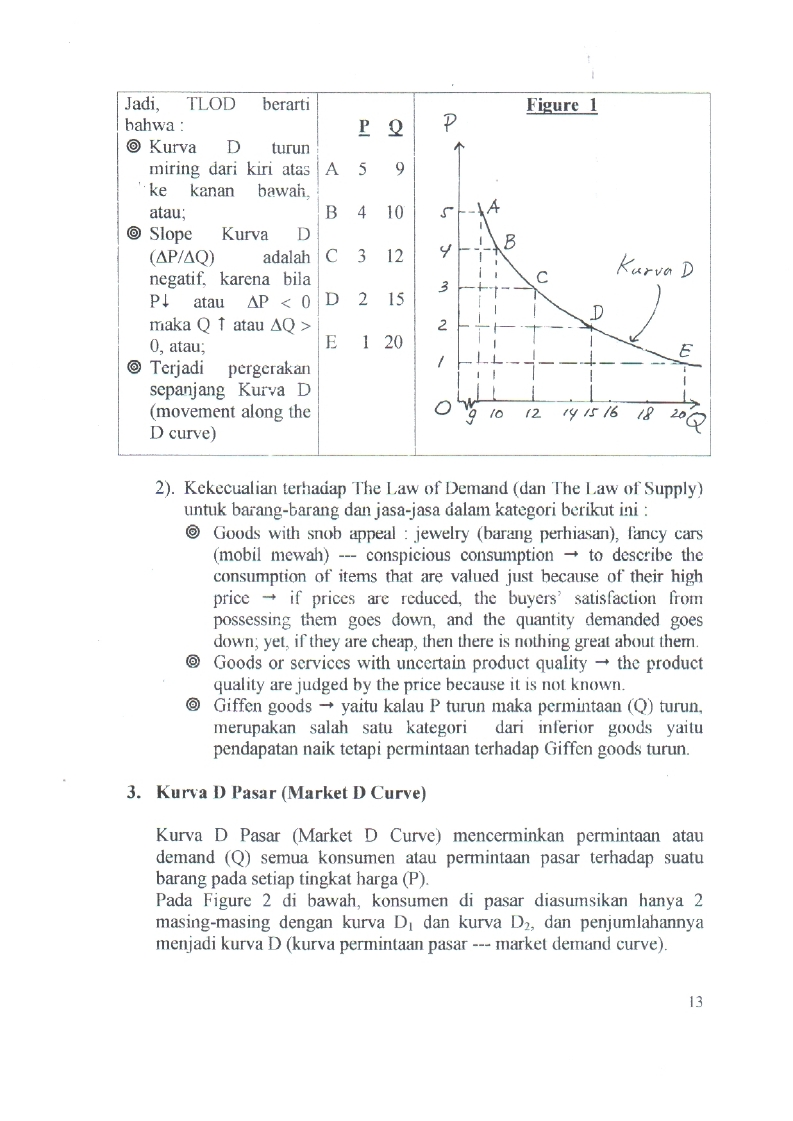 Jadi, TLOD berarti
bahwa :
◎ Kurva D turun
miring dari kiri atas
ke kanan bawah,
atau;
◎ Slope Kurva D
(ΔP/ΔQ) adalah
negatif, karena bila
P↓ atau ΔP < 0
maka Q ↑ atau ΔQ >
0, atau;
◎ Terjadi pergerakan
sepanjang Kurva D
(movement along the
D curve)
P Q
A 5 9
B 4 10
C 3 12
D 2 15
E 1 20
Figure 1
P
5
4
3
2
1
O
A
B
C
D
E
Kurva D
9 10 12 14 15 16 18 20 Q
2). Kekecualian terhadap The Law of Demand (dan The Law of Supply)
untuk barang-barang dan jasa-jasa dalam kategori berikut ini :
◎ Goods with snob appeal : jewelry (barang perhiasan), fancy cars
(mobil mewah) --- conspicious consumption → to describe the
consumption of items that are valued just because of their high
price → if prices are reduced, the buyers' satisfaction from
possessing them goes down, and the quantity demanded goes
down; yet, if they are cheap, then there is nothing great about them.
◎ Goods or services with uncertain product quality → the product
quality are judged by the price because it is not known.
◎ Giffen goods → yaitu kalau P turun maka permintaan (Q) turun,
merupakan salah satu kategori dari inferior goods yaitu
pendapatan naik tetapi permintaan terhadap Giffen goods turun.
3. Kurva D Pasar (Market D Curve)
Kurva D Pasar (Market D Curve) mencerminkan permintaan atau
demand (Q) semua konsumen atau permintaan pasar terhadap suatu
barang pada setiap tingkat harga (P).
Pada Figure 2 di bawah, konsumen di pasar diasumsikan hanya 2
masing-masing dengan kurva D₁ dan kurva D₂, dan penjumlahannya
menjadi kurva D (kurva permintaan pasar --- market demand curve).
13